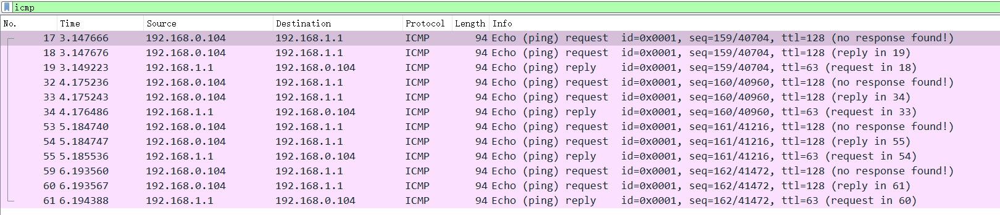 icmp
No. Time Source Destination Protocol Length Info
17 3.147666 192.168.0.104 192.168.1.1 ICMP 94 Echo (ping) request id=0x0001, seq=159/40704, ttl=128 (no response found!)
18 3.147676 192.168.0.104 192.168.1.1 ICMP 94 Echo (ping) request id=0x0001, seq=159/40704, ttl=128 (reply in 19)
19 3.149223 192.168.1.1 192.168.0.104 ICMP 94 Echo (ping) reply id=0x0001, seq=159/40704, ttl=63 (request in 18)
32 4.175236 192.168.0.104 192.168.1.1 ICMP 94 Echo (ping) request id=0x0001, seq=160/40960, ttl=128 (no response found!)
33 4.175243 192.168.0.104 192.168.1.1 ICMP 94 Echo (ping) request id=0x0001, seq=160/40960, ttl=128 (reply in 34)
34 4.176486 192.168.1.1 192.168.0.104 ICMP 94 Echo (ping) reply id=0x0001, seq=160/40960, ttl=63 (request in 33)
53 5.184740 192.168.0.104 192.168.1.1 ICMP 94 Echo (ping) request id=0x0001, seq=161/41216, ttl=128 (no response found!)
54 5.184747 192.168.0.104 192.168.1.1 ICMP 94 Echo (ping) request id=0x0001, seq=161/41216, ttl=128 (reply in 55)
55 5.185536 192.168.1.1 192.168.0.104 ICMP 94 Echo (ping) reply id=0x0001, seq=161/41216, ttl=63 (request in 54)
59 6.193560 192.168.0.104 192.168.1.1 ICMP 94 Echo (ping) request id=0x0001, seq=162/41472, ttl=128 (no response found!)
60 6.193567 192.168.0.104 192.168.1.1 ICMP 94 Echo (ping) request id=0x0001, seq=162/41472, ttl=128 (reply in 61)
61 6.194388 192.168.1.1 192.168.0.104 ICMP 94 Echo (ping) reply id=0x0001, seq=162/41472, ttl=63 (request in 60)